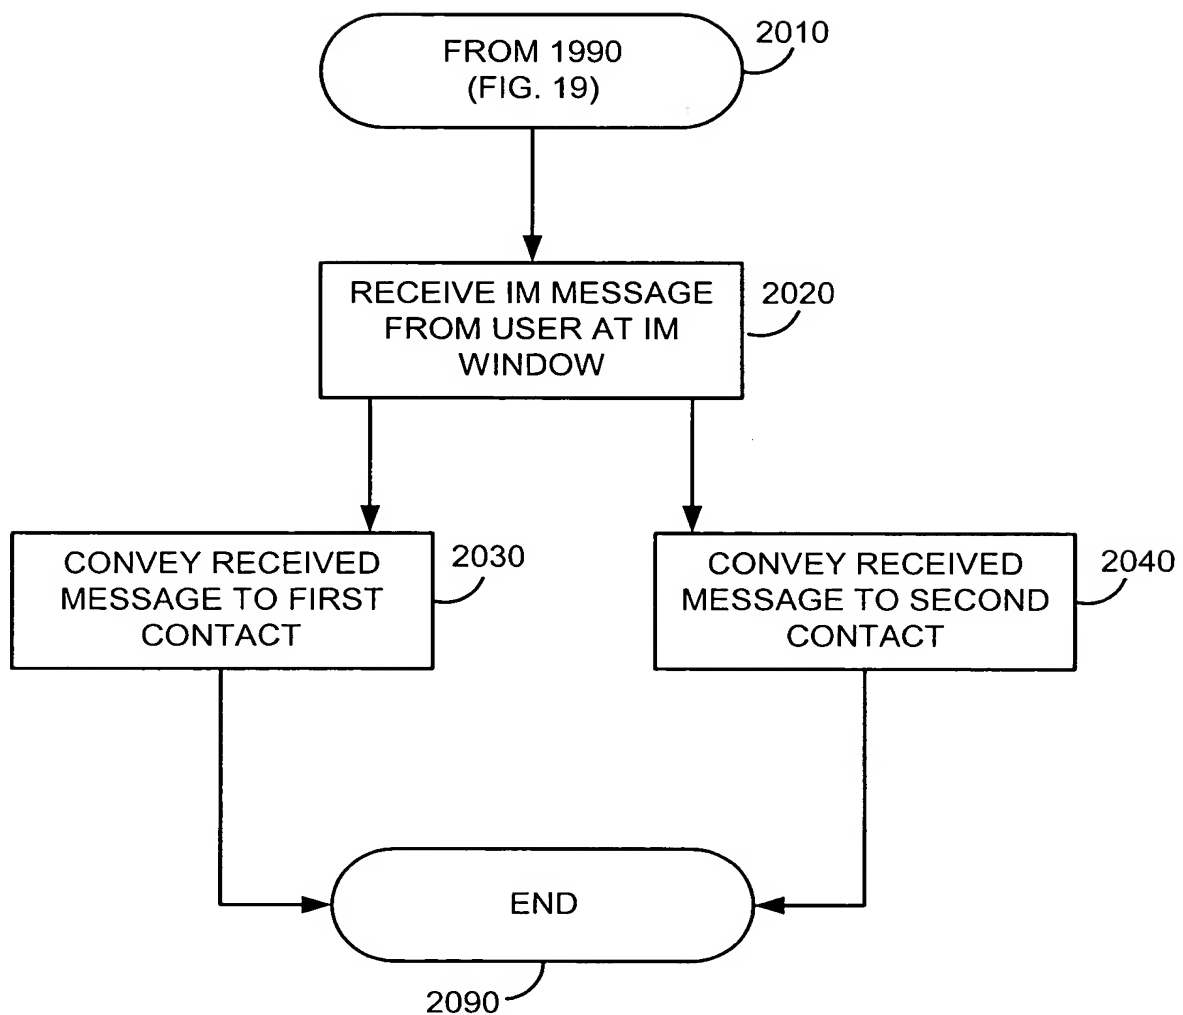 FROM 1990
(FIG. 19)
2010
RECEIVE IM MESSAGE
FROM USER AT IM
WINDOW
2020
CONVEY RECEIVED
MESSAGE TO FIRST
CONTACT
2030
CONVEY RECEIVED
MESSAGE TO SECOND
CONTACT
2040
END
2090